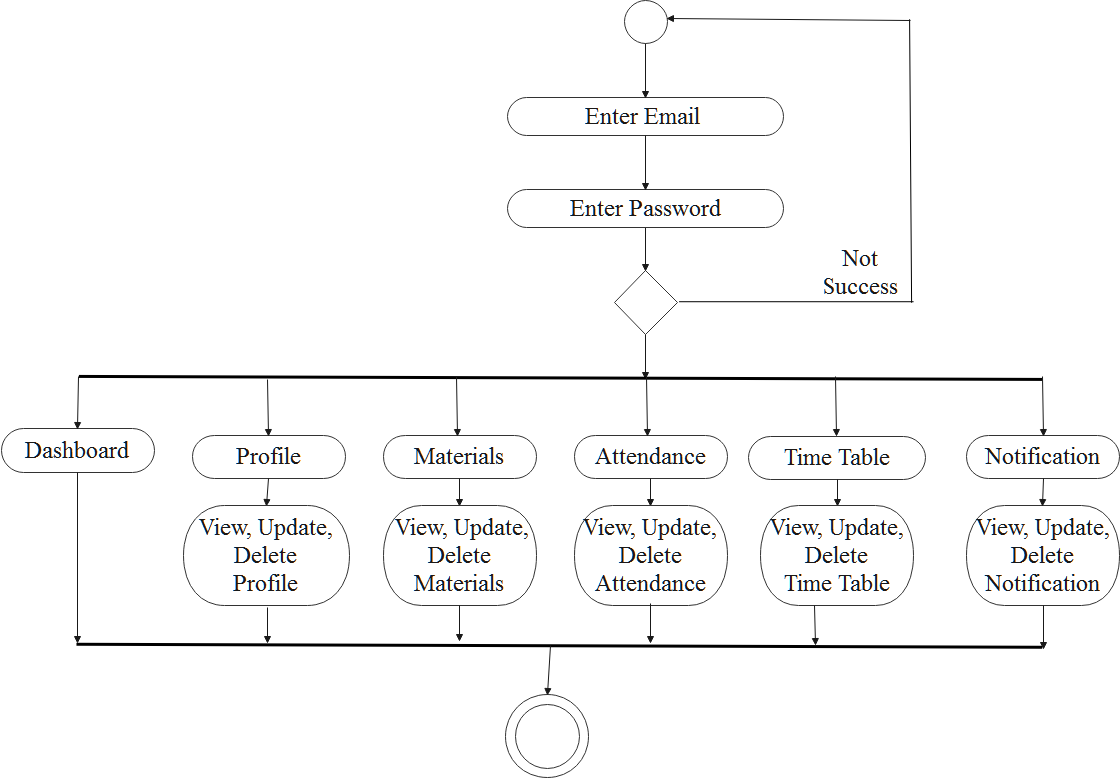 Enter Email
Enter Password
Not
Success
Dashboard
Profile
Materials
Attendance
Time Table
Notification
View, Update,
Delete
Profile
View, Update,
Delete
Materials
View, Update,
Delete
Attendance
View, Update,
Delete
Time Table
View, Update,
Delete
Notification